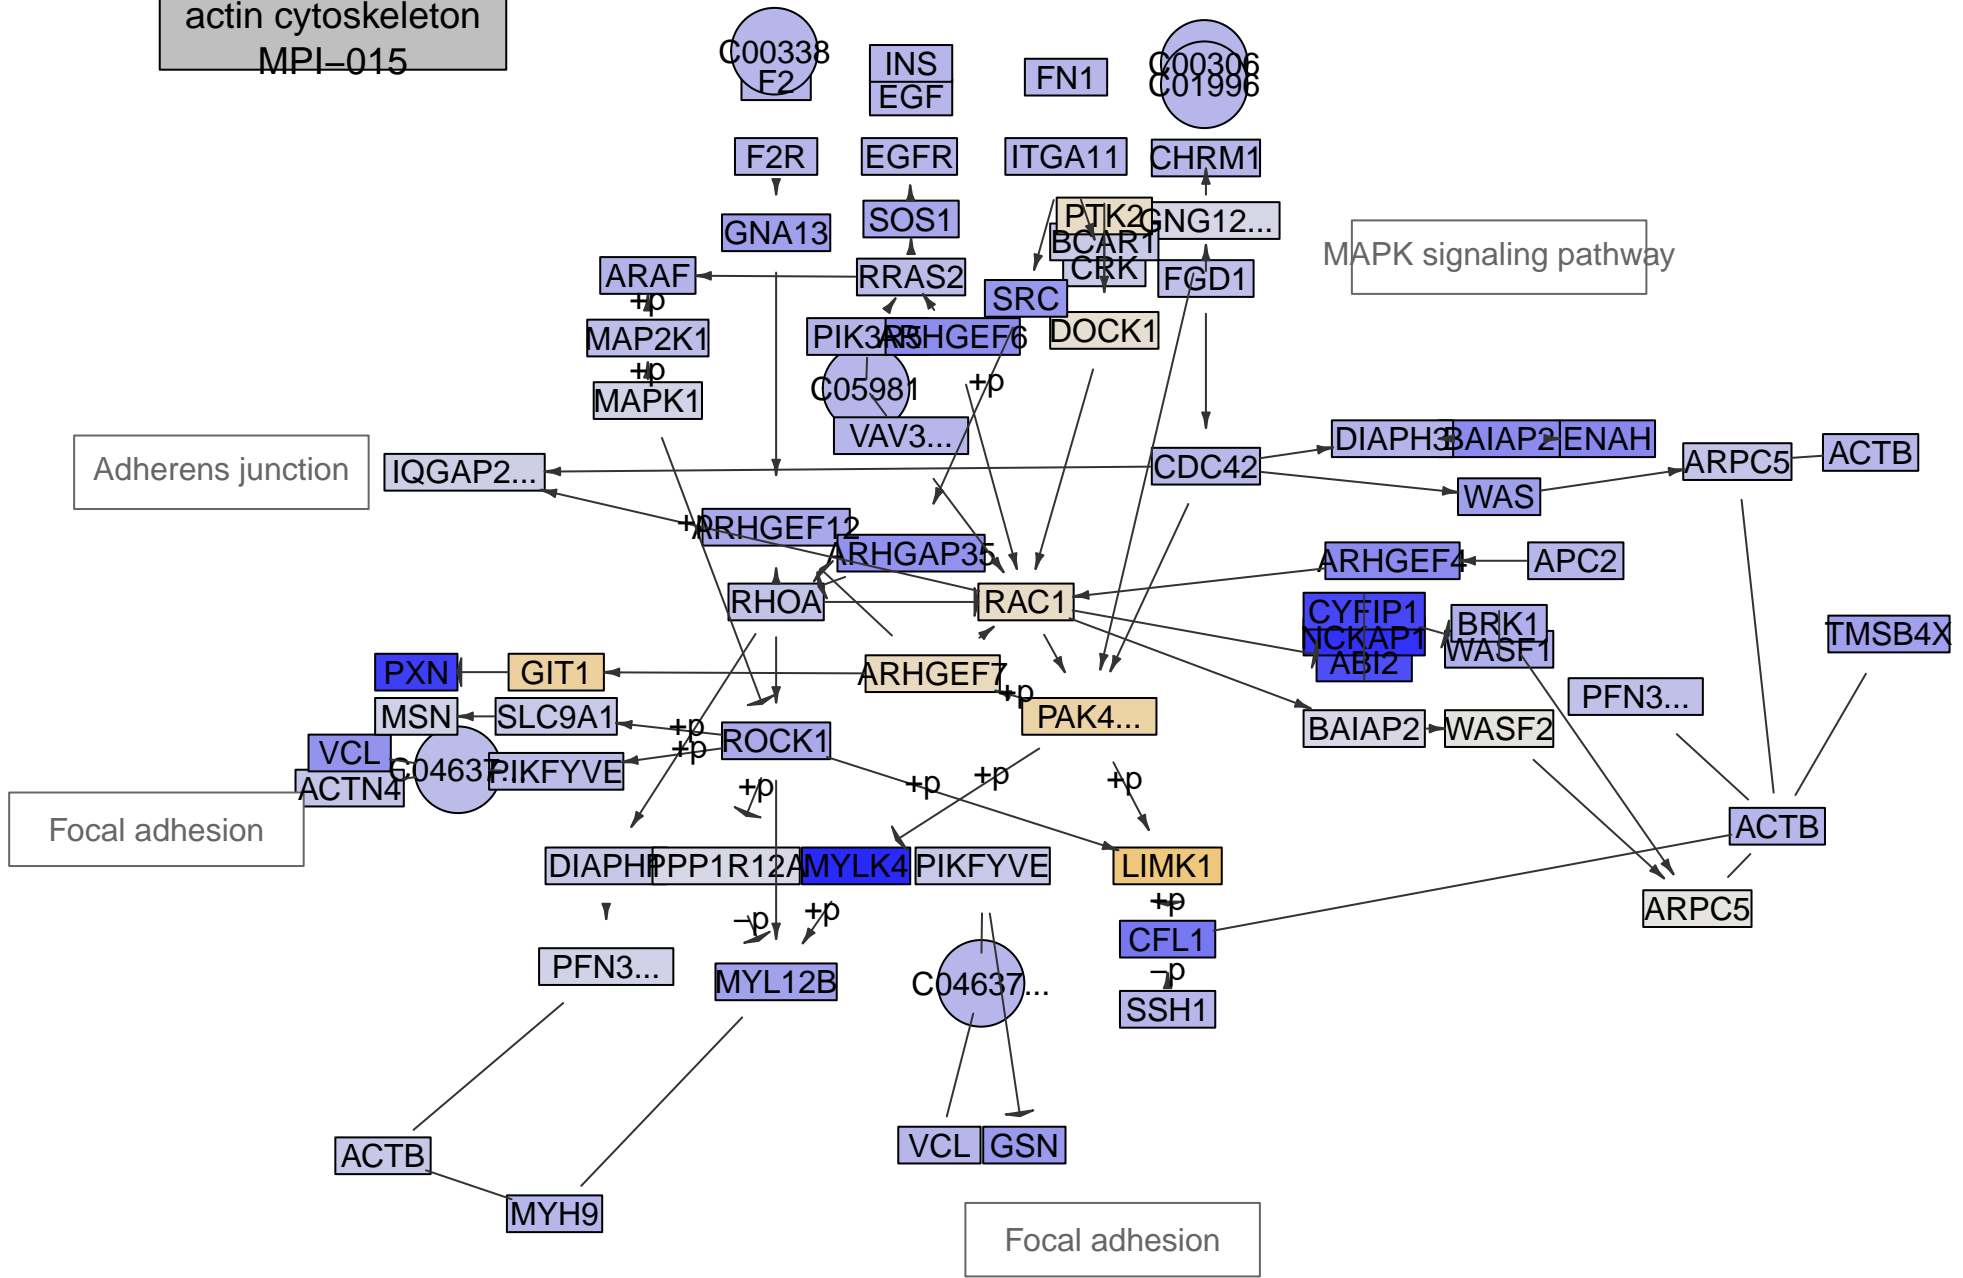 actin cytoskeleton
MPI–015
C00338
F2
INS
EGF
FN1
C00306
C01996
F2R
EGFR
ITGA11
CHRM1
GNA13
SOS1
PTK2
GNG12...
BCAR1
CRK
MAPK signaling pathway
ARAF
RRAS2
SRC
FGD1
+p
MAP2K1
ARHGEF6
DOCK1
+p
MAPK1
C05981
+p
VAV3...
Adherens junction
IQGAP2...
CDC42
DIAPH3
BAIAP2
ENAH
ARPC5
ACTB
WAS
+p
ARHGEF12
ARHGAP35
ARHGEF4
APC2
RHOA
RAC1
CYFIP1
NCKAP1
ABI2
BRK1
WASF1
TMSB4X
PXN
GIT1
ARHGEF7
+p
PFN3...
MSN
SLC9A1
+p
ROCK1
PAK4...
BAIAP2
WASF2
VCL
ACTN4
C04637...
PIKFYVE
+p
+p
+p
+p
+p
Focal adhesion
ACTB
PPP1R12A
MYLK4
PIKFYVE
LIMK1
ARPC5
–p
+p
+p
CFL1
PFN3...
MYL12B
C04637...
–p
SSH1
ACTB
VCL
GSN
MYH9
Focal adhesion